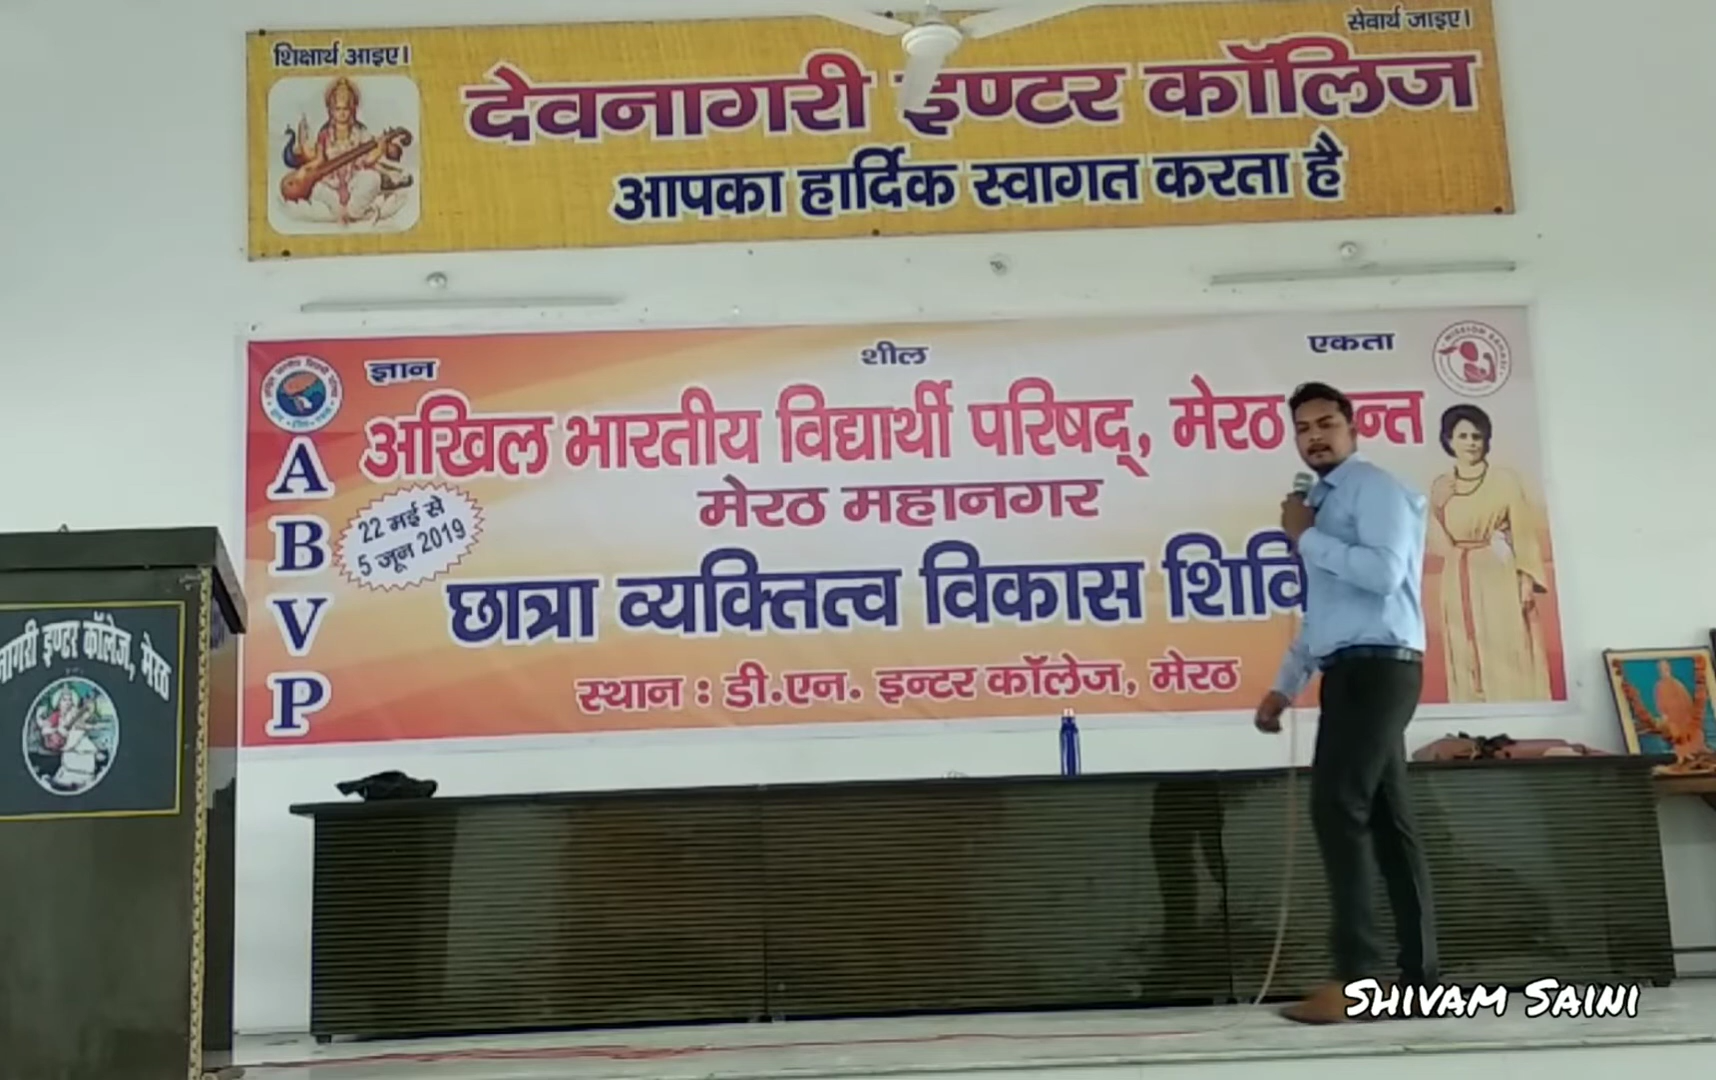 शिक्षार्थ आइए।
सेवार्थ जाइए।
देवनागरी इण्टर कॉलिज
आपका हार्दिक स्वागत करता है
ज्ञान
शील
एकता
अखिल भारतीय विद्यार्थी परिषद्, मेरठ
मेरठ महानगर
22 मई से
5 जून 2019
छात्रा व्यक्तित्व विकास
स्थान : डी.एन. इन्टर कॉलेज, मेरठ
A
B
V
P
इण्टर कॉलेज, मेरठ
SHIVAM SAINI